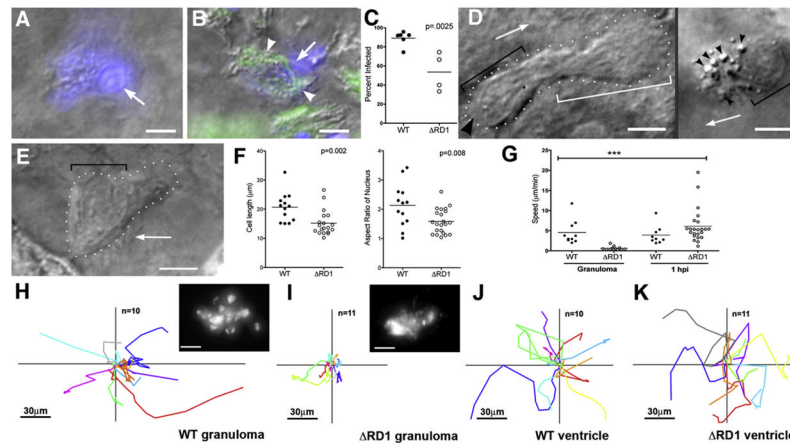 A
B
C
p=.0025
Percent Infected
100
80
60
40
20
0
WT
ΔRD1
D
E
F
p=0.002
Cell length (μm)
40
30
20
10
0
WT
ΔRD1
p=0.008
Aspect Ratio of Nucleus
4
3
2
1
0
WT
ΔRD1
G
***
Speed (μm/min)
25
20
15
10
5
0
WT
ΔRD1
WT
ΔRD1
Granuloma
1 hpi
H
n=10
30μm
WT granuloma
I
n=11
30μm
ΔRD1 granuloma
J
n=10
30μm
WT ventricle
K
n=11
30μm
ΔRD1 ventricle